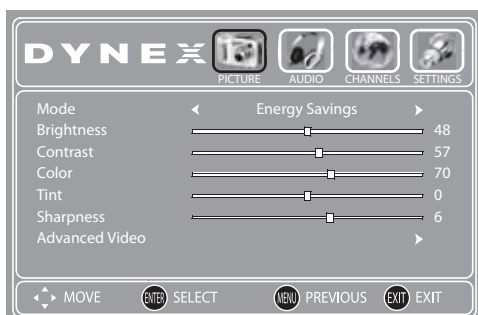 DYNEX
PICTURE AUDIO CHANNELS SETTINGS
Mode Energy Savings
Brightness 48
Contrast 57
Color 70
Tint 0
Sharpness 6
Advanced Video
MOVE ENTER SELECT MENU PREVIOUS EXIT EXIT